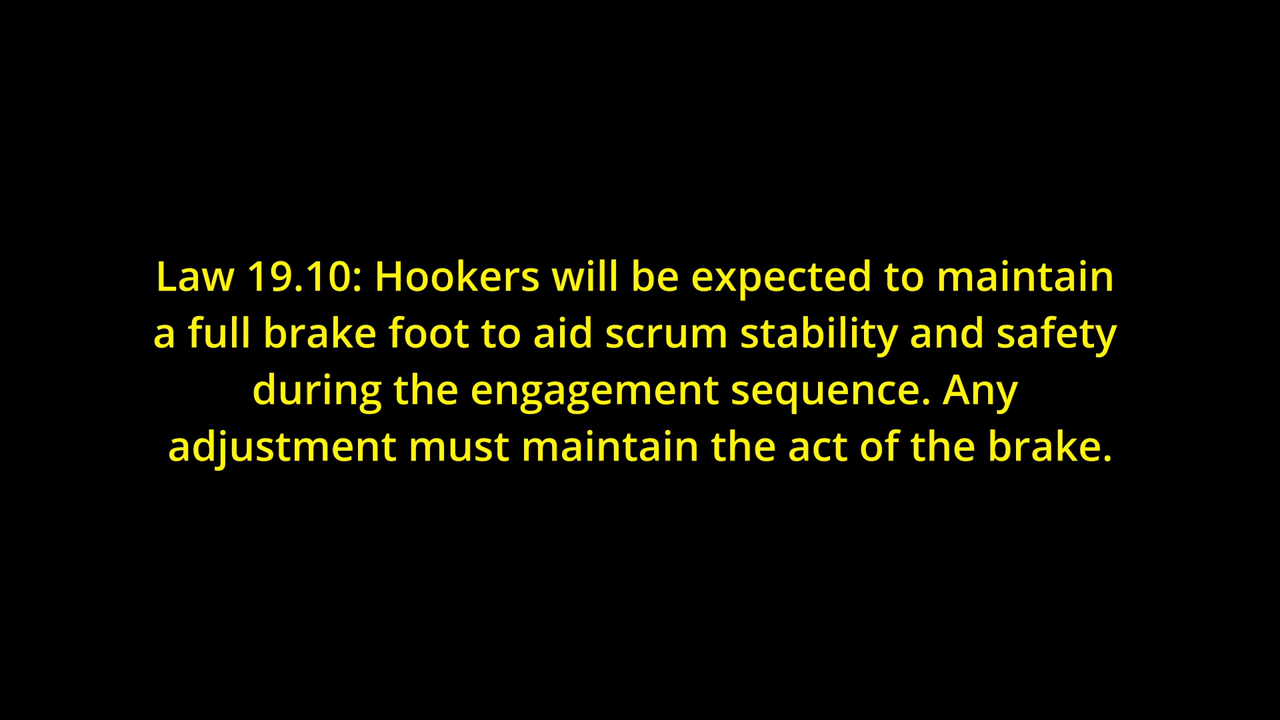 Law 19.10: Hookers will be expected to maintain
a full brake foot to aid scrum stability and safety
during the engagement sequence. Any
adjustment must maintain the act of the brake.